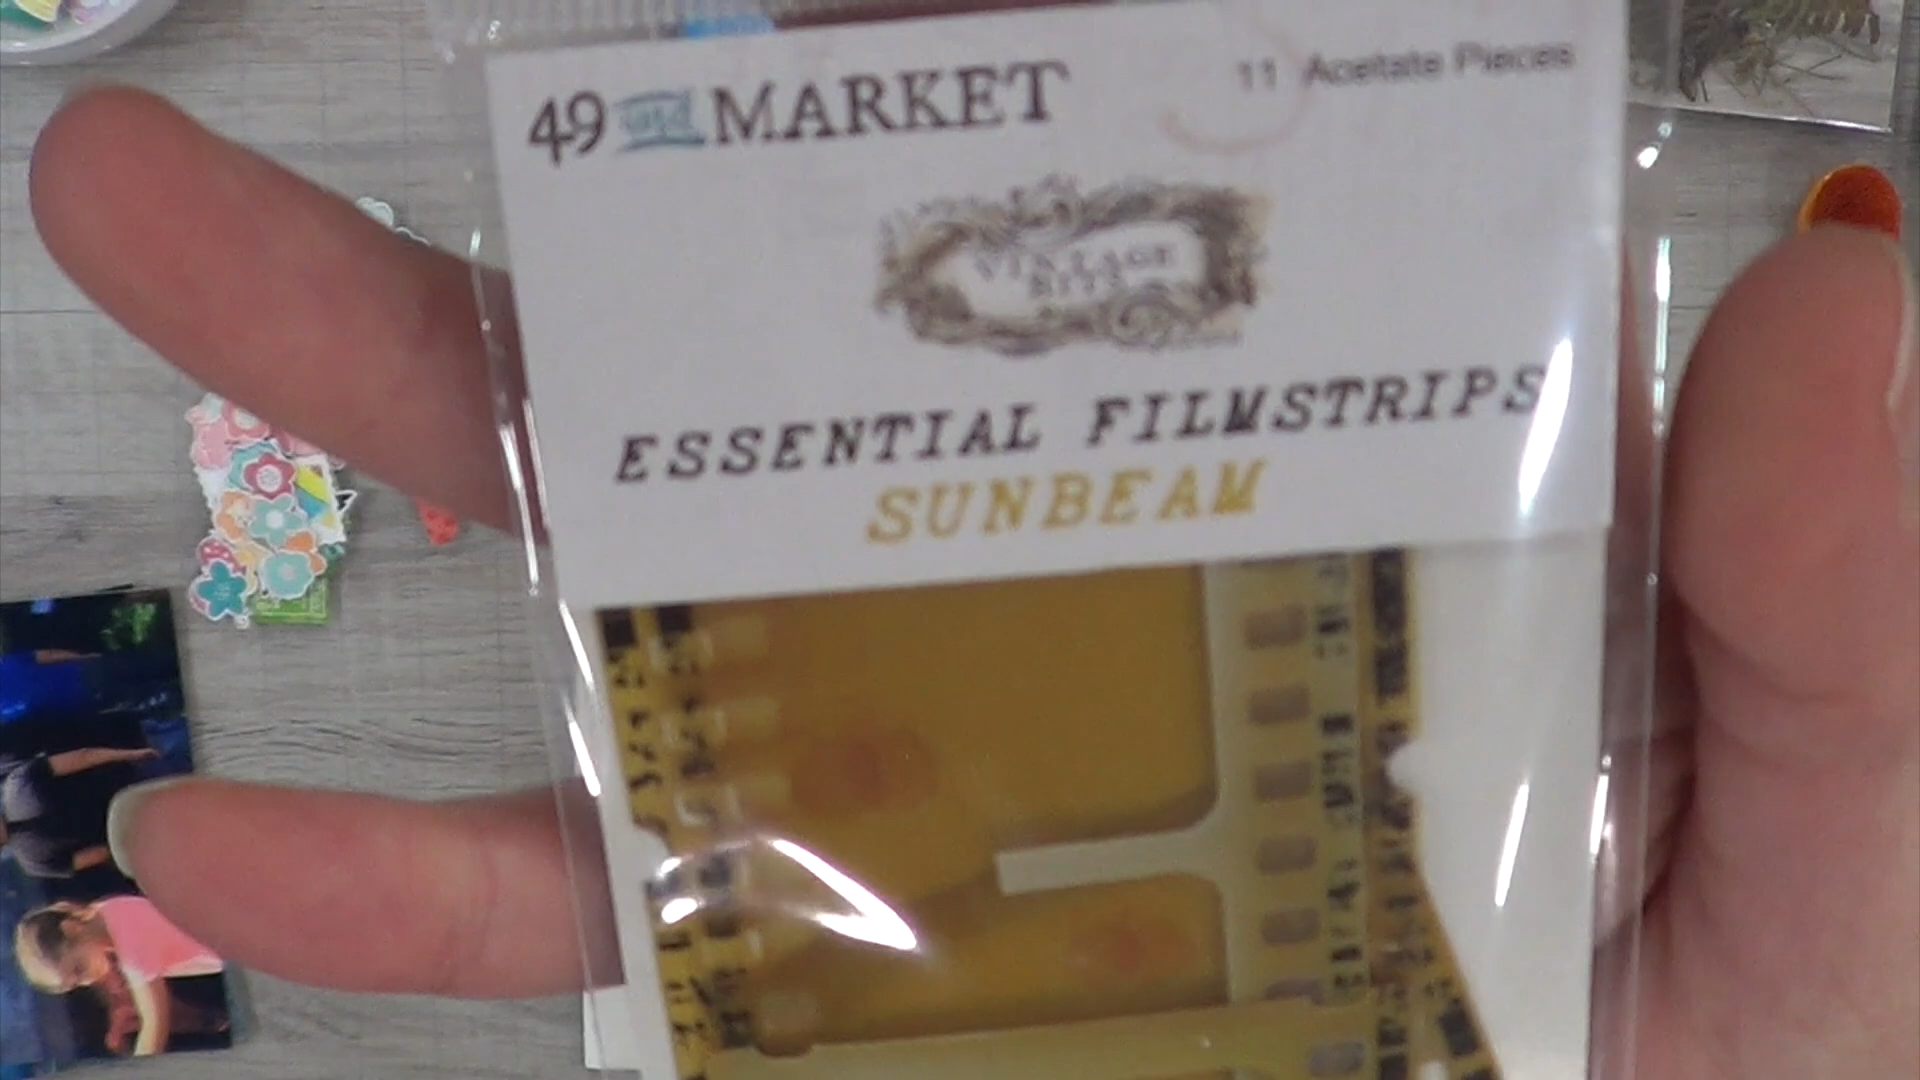 49 and MARKET
11 Acetate Pieces
VINTAGE
BITS
ESSENTIAL FILMSTRIPS
SUNBEAM